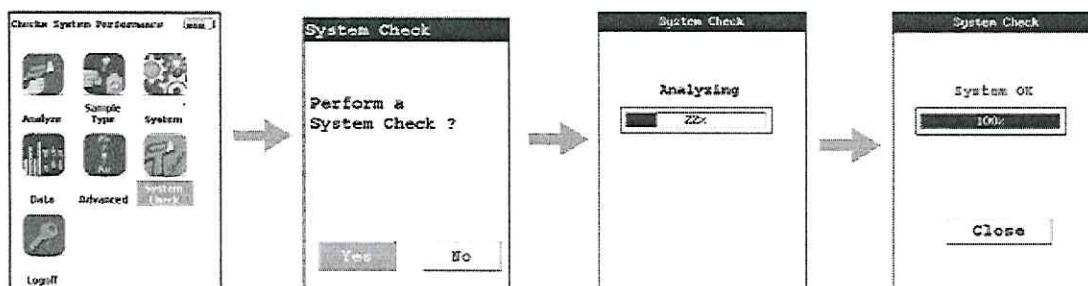 Checks System Performance
Analyze
Sample
Type
System
Data
Advanced
System
Check
Logoff
System Check
Perform a
System Check ?
Yes
No
System Check
Analyzing
22%
System Check
System OK
100%
Close